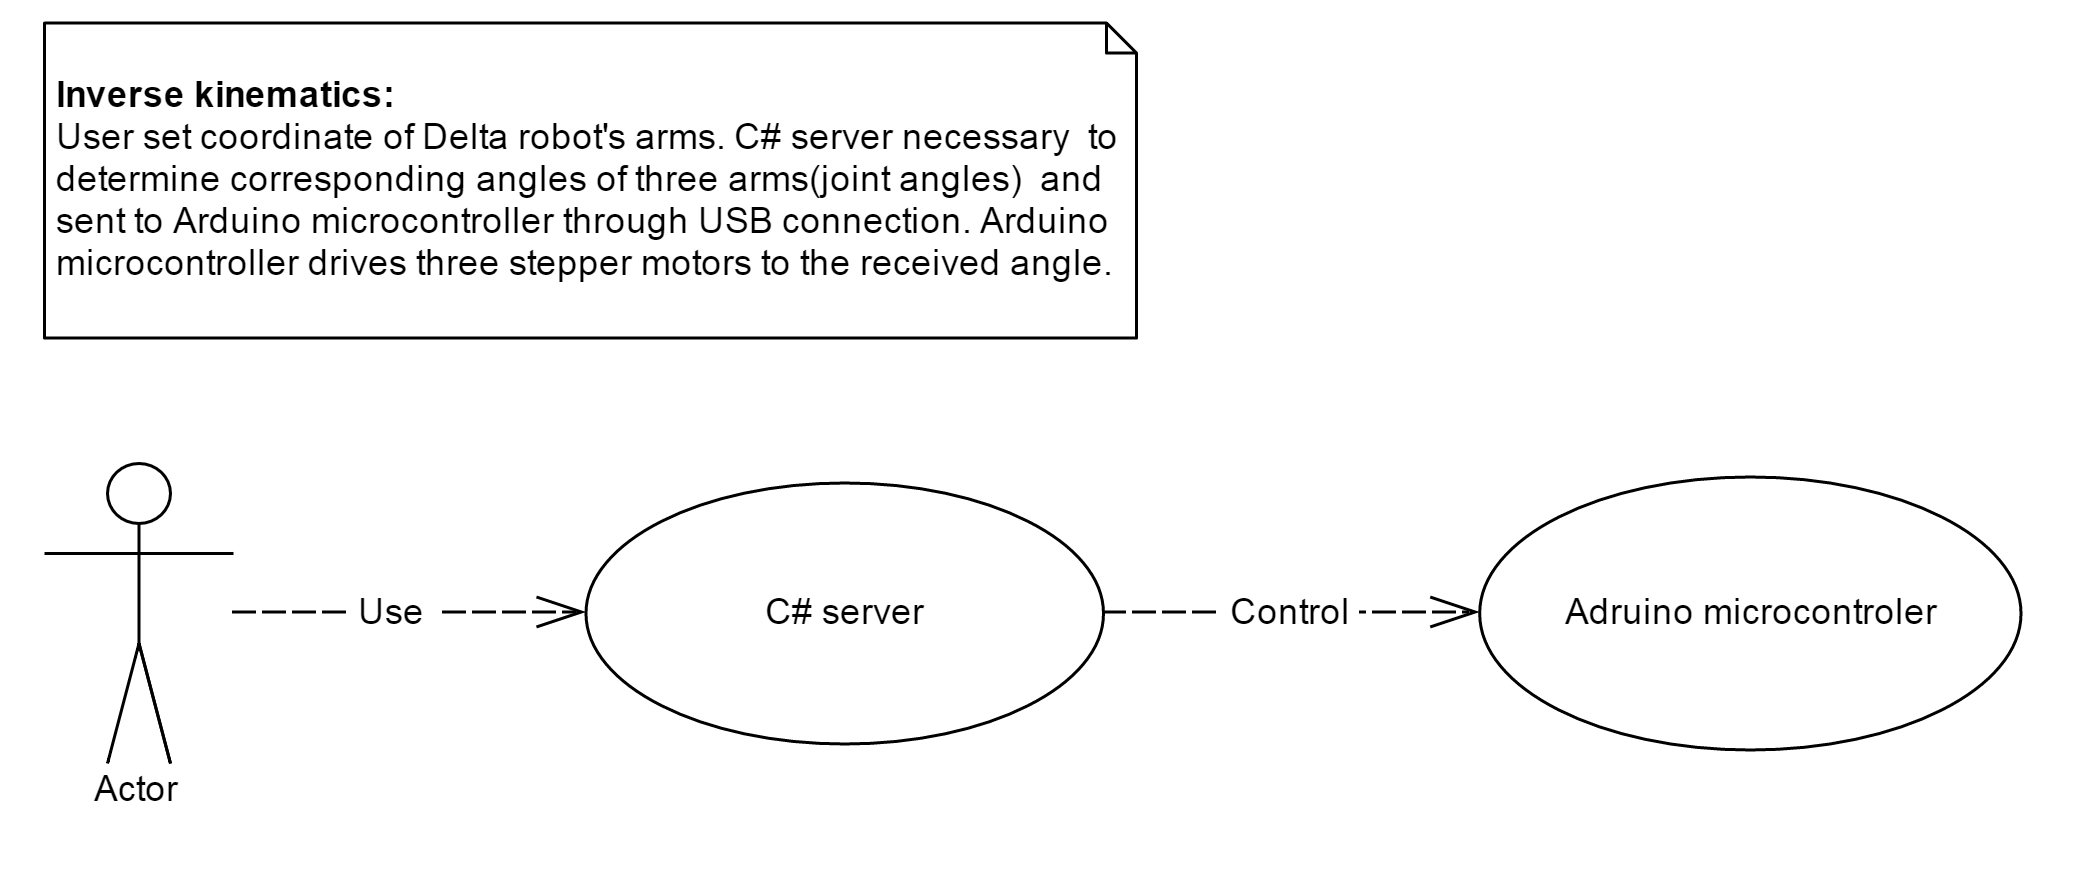 Inverse kinematics:
User set coordinate of Delta robot's arms. C# server necessary  to
determine corresponding angles of three arms(joint angles)  and
sent to Arduino microcontroller through USB connection. Arduino
microcontroller drives three stepper motors to the received angle.
Use
C# server
Control
Adruino microcontroler
Actor